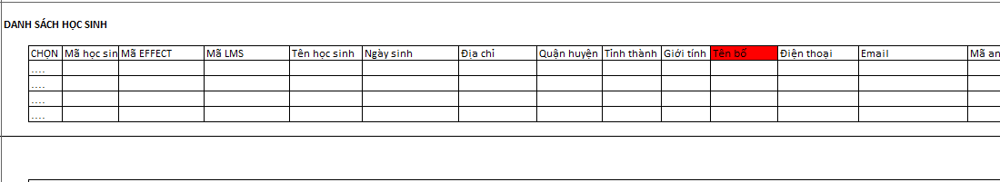 DANH SÁCH HỌC SINH
CHỌN Mã học sin Mã EFFECT Mã LMS Tên học sinh Ngày sinh Địa chỉ Quận huyện Tỉnh thành Giới tính Tên bố Điện thoại Email Mã an
....
....
....
....